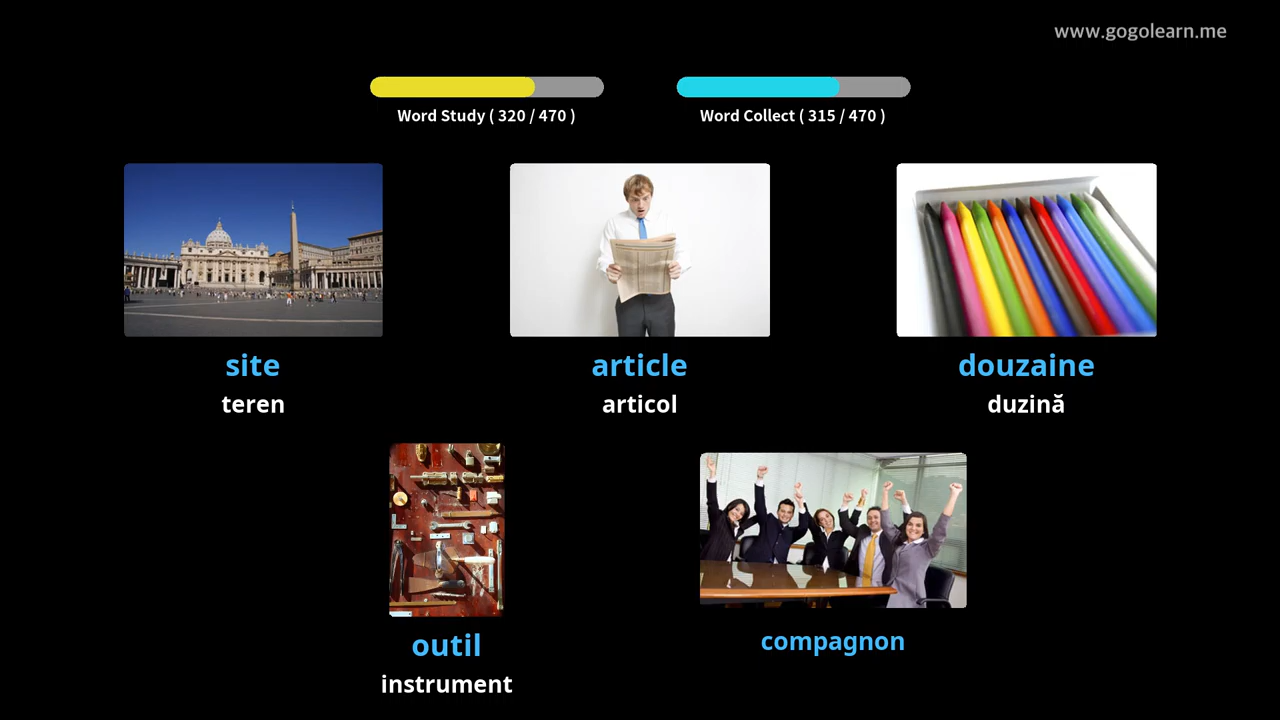 www.gogolearn.me
Word Study ( 320 / 470 )
Word Collect ( 315 / 470 )
site
teren
article
articol
douzaine
duzină
outil
instrument
compagnon